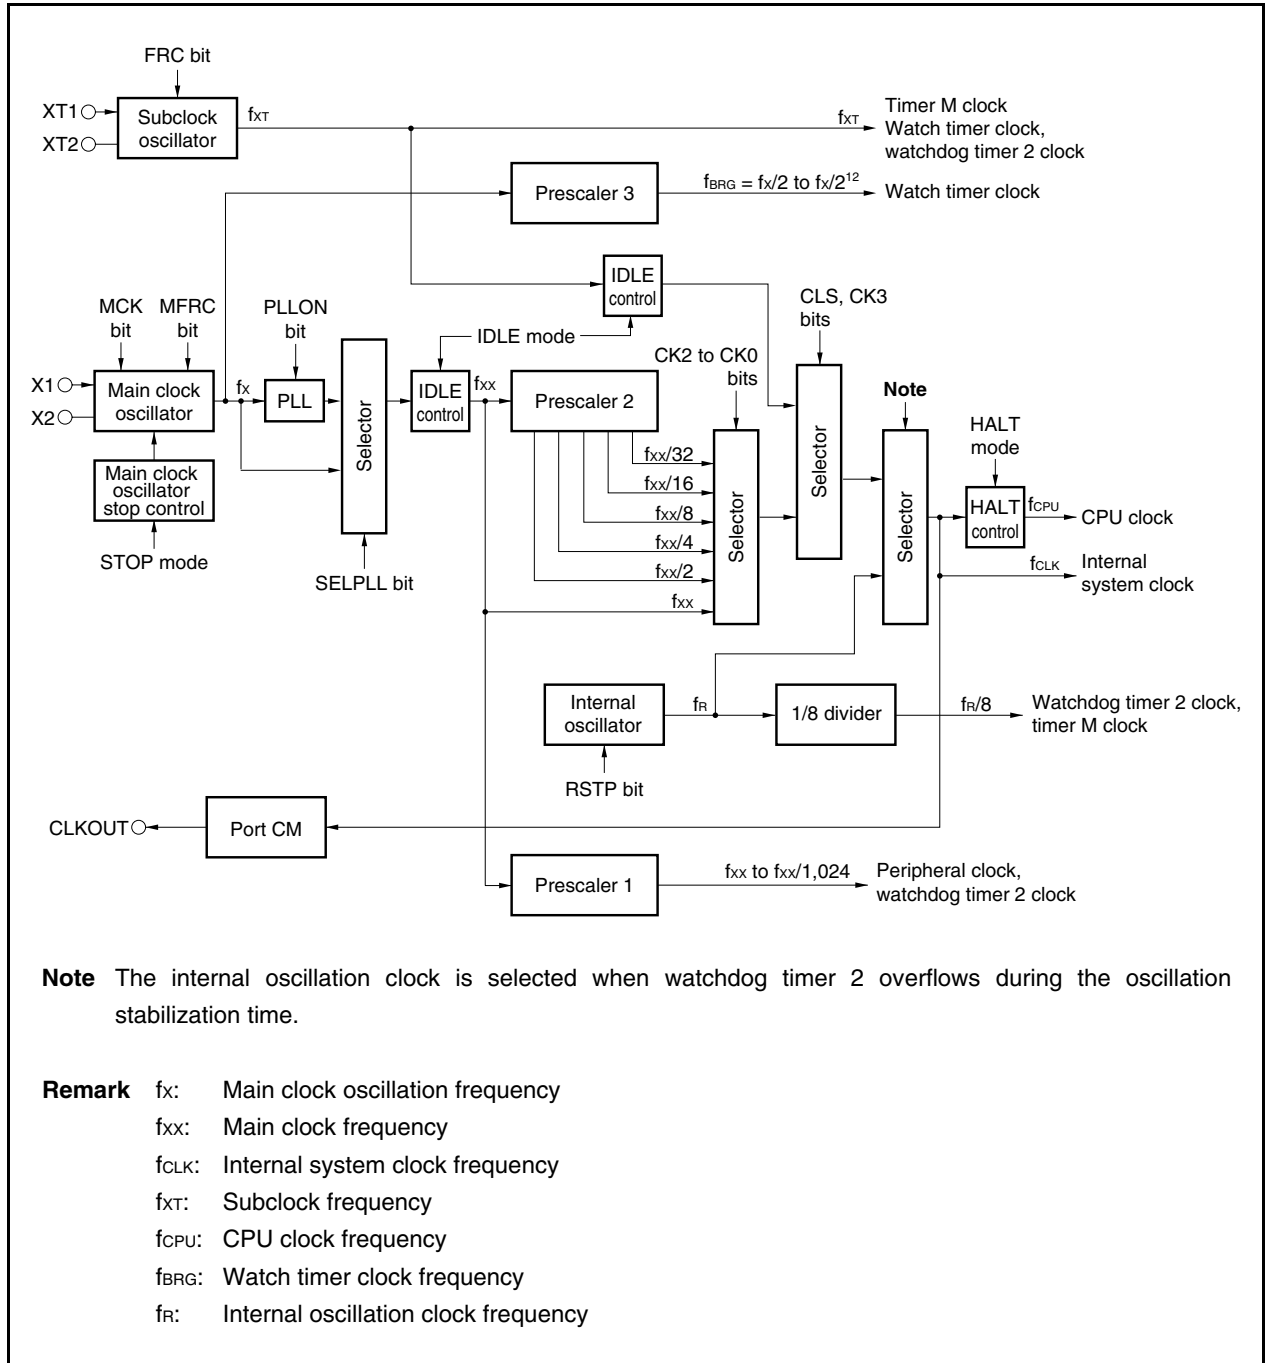 FRC bit
XT1
XT2
Subclock
oscillator
fXT
fXT
Timer M clock
Watch timer clock,
watchdog timer 2 clock
Prescaler 3
fBRG = fX/2 to fX/2^12
Watch timer clock
IDLE
control
MCK
bit
MFRC
bit
PLLON
bit
IDLE mode
CLS, CK3
bits
CK2 to CK0
bits
X1
X2
Main clock
oscillator
fX
PLL
Selector
IDLE
control
fXX
Prescaler 2
Note
HALT
mode
Main clock
oscillator
stop control
STOP mode
SELPLL bit
fXX/32
fXX/16
fXX/8
fXX/4
fXX/2
fXX
Selector
Selector
Selector
HALT
control
fCPU
CPU clock
fCLK
Internal
system clock
Internal
oscillator
fR
1/8 divider
fR/8
Watchdog timer 2 clock,
timer M clock
RSTP bit
CLKOUT
Port CM
Prescaler 1
fXX to fXX/1,024
Peripheral clock,
watchdog timer 2 clock
Note The internal oscillation clock is selected when watchdog timer 2 overflows during the oscillation
stabilization time.
Remark fX: Main clock oscillation frequency
fXX: Main clock frequency
fCLK: Internal system clock frequency
fXT: Subclock frequency
fCPU: CPU clock frequency
fBRG: Watch timer clock frequency
fR: Internal oscillation clock frequency